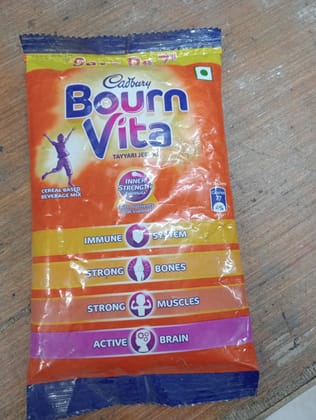 Cadbury
Bourn
Vita
TAYYARI JEET KI
INNER
STRENGTH
CEREAL BASED
BEVERAGE MIX
IMMUNE SYSTEM
STRONG BONES
STRONG MUSCLES
ACTIVE BRAIN